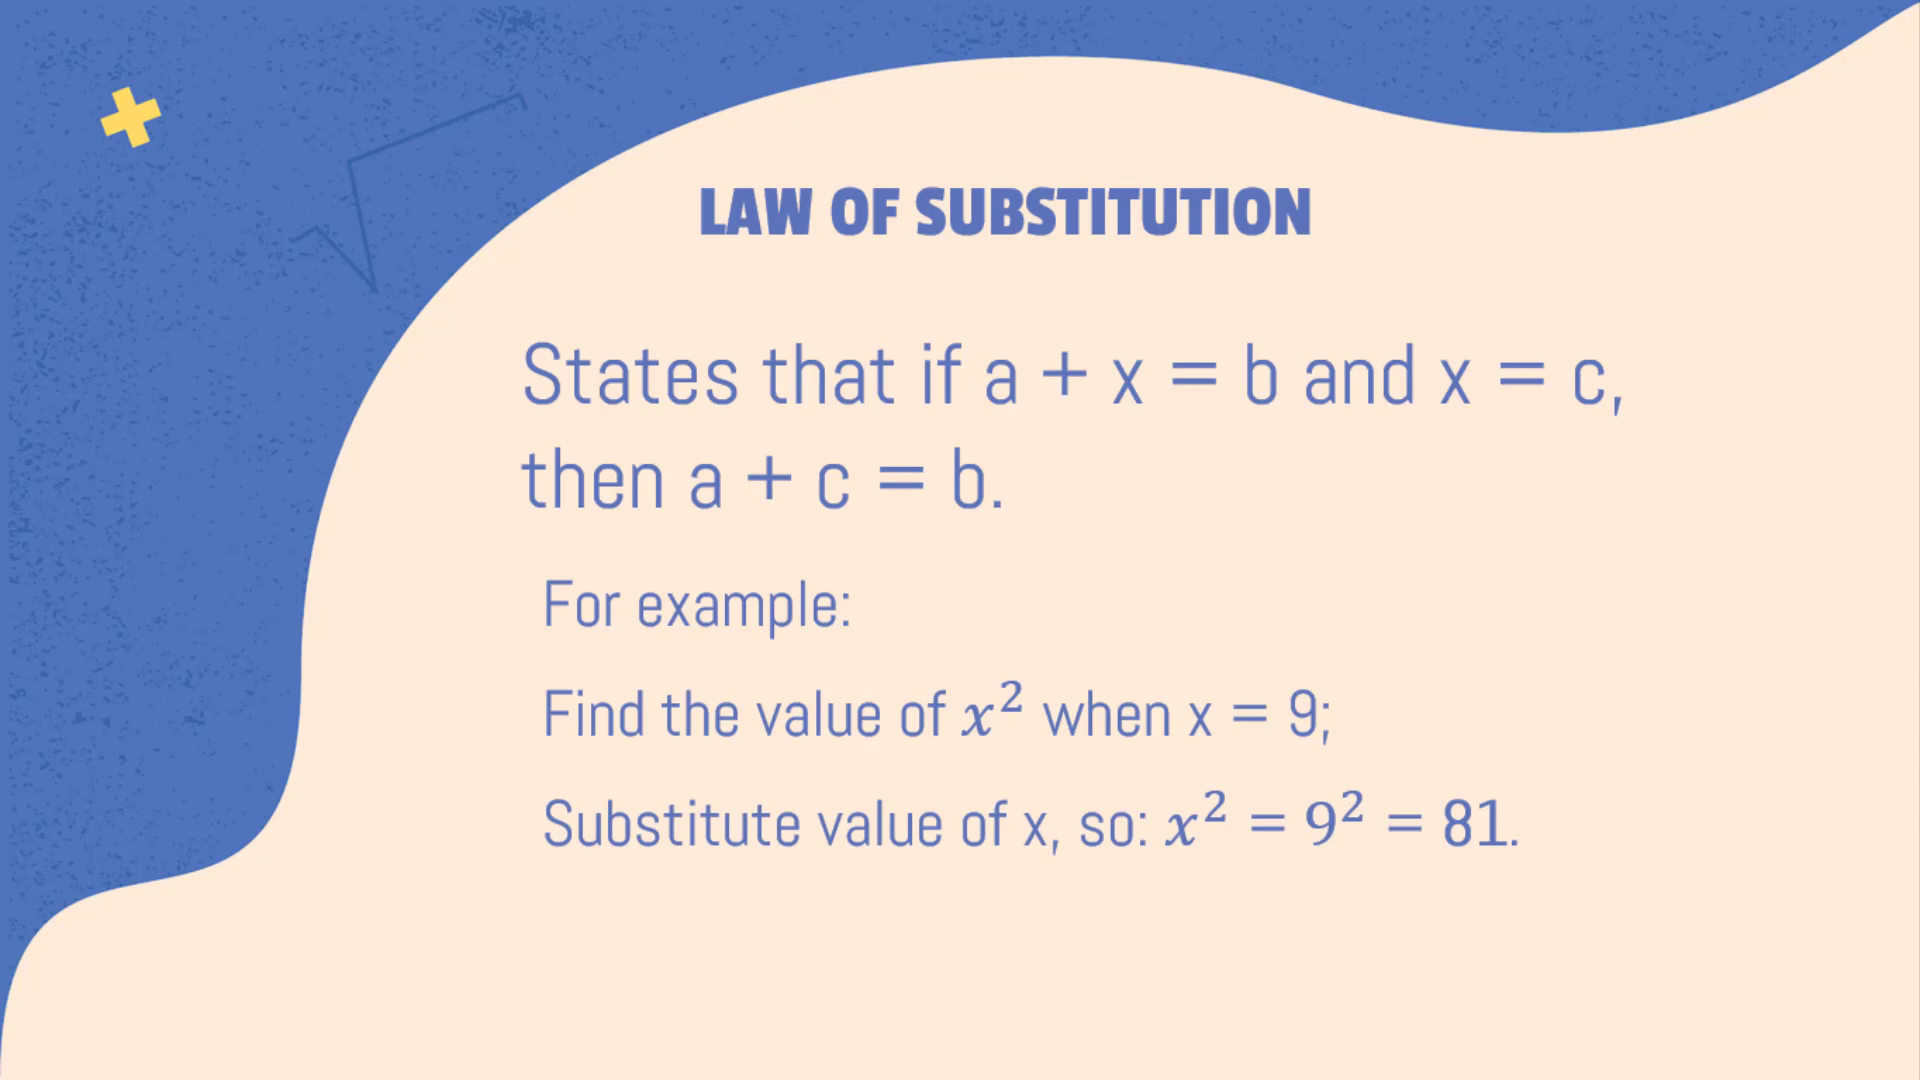 LAW OF SUBSTITUTION
States that if a + x = b and x = c,
then a + c = b.
For example:
Find the value of x² when x = 9;
Substitute value of x, so: x² = 9² = 81.